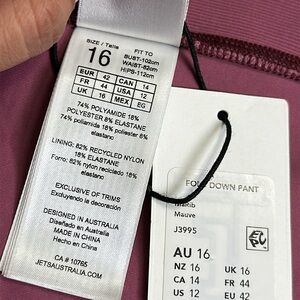 SIZE / Talla
16
FIT TO
BUST-102cm
WAIST-82cm
HIPS-112cm
EUR 42 CAN 14
FR 44 USA 12
UK 16 MEX EG
74% POLYAMIDE 18%
POLYESTER 8% ELASTANE
74% poliamida 18% poliester 8%
elastano
LINING: 82% RECYCLED NYLON
18% ELASTANE
Forro: 82% nylon reciclado 18%
elastano
EXCLUSIVE OF TRIMS
Excluyendo la decoración
DESIGNED IN AUSTRALIA
Diseñado en Australia
MADE IN CHINA
Hecho en China
CA # 10765
JETSAUSTRALIA.COM
FOLD DOWN PANT
Mauve
J3995
AU 16
NZ 16 UK 16
CA 14 FR 44
US 12 EU 42